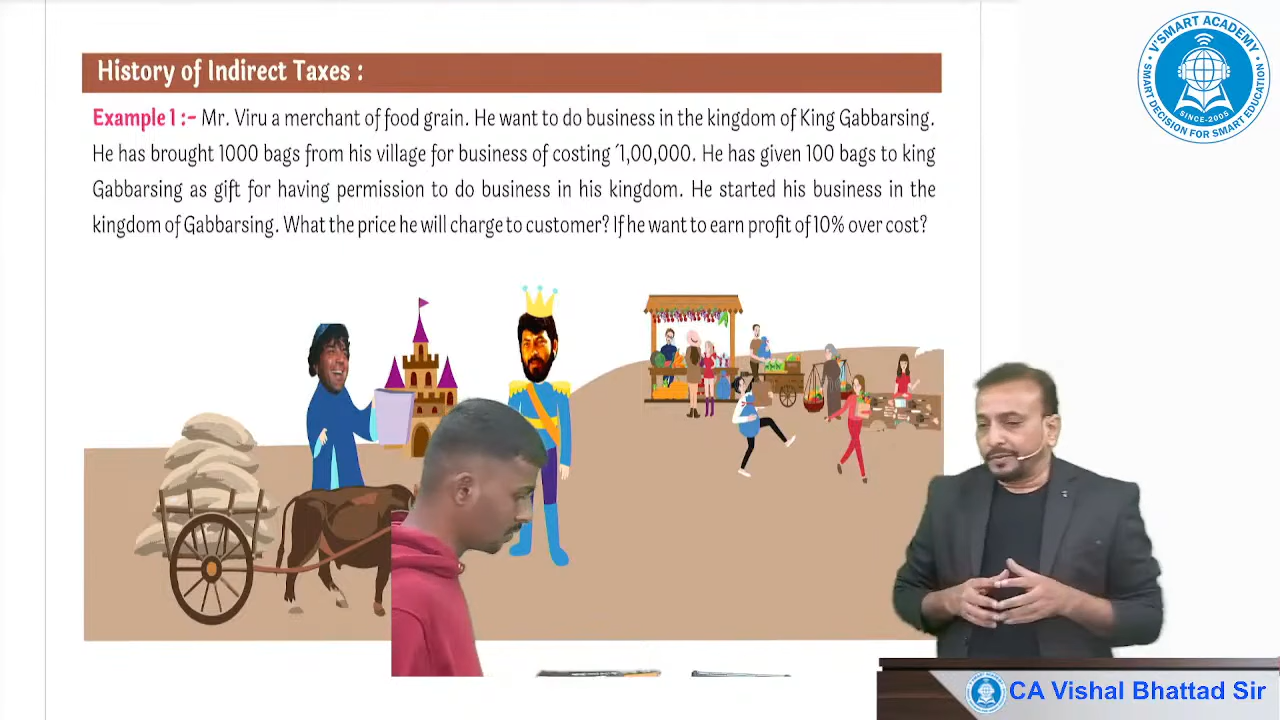 History of Indirect Taxes :
Example 1 :- Mr. Viru a merchant of food grain. He want to do business in the kingdom of King Gabbarsing.
He has brought 1000 bags from his village for business of costing ´1,00,000. He has given 100 bags to king
Gabbarsing as gift for having permission to do business in his kingdom. He started his business in the
kingdom of Gabbarsing. What the price he will charge to customer? If he want to earn profit of 10% over cost?
V'SMART ACADEMY
SMART DECISION FOR SMART EDUCATION
SINCE-2005
CA Vishal Bhattad Sir